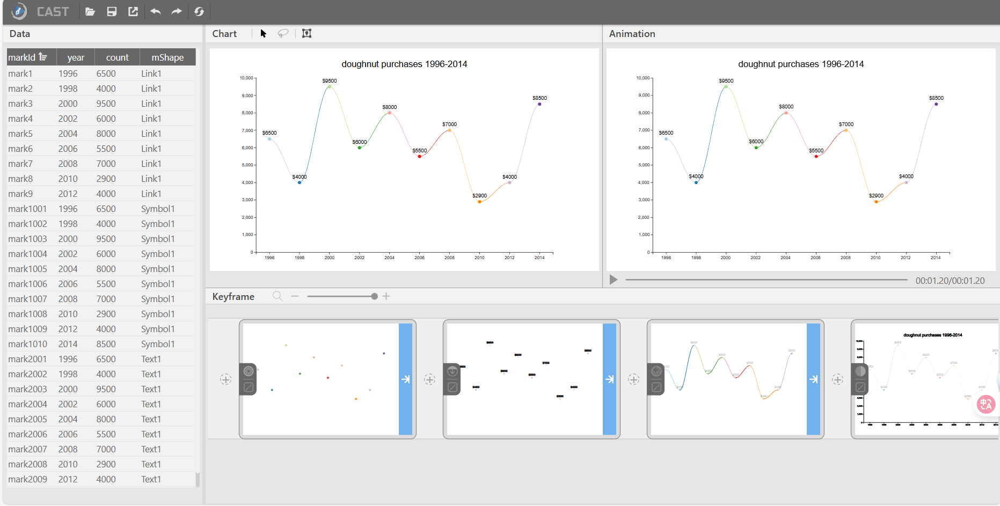 CAST
Data
markId year count mShape
mark1 1996 6500 Link1
mark2 1998 4000 Link1
mark3 2000 9500 Link1
mark4 2002 6000 Link1
mark5 2004 8000 Link1
mark6 2006 5500 Link1
mark7 2008 7000 Link1
mark8 2010 2900 Link1
mark9 2012 4000 Link1
mark1001 1996 6500 Symbol1
mark1002 1998 4000 Symbol1
mark1003 2000 9500 Symbol1
mark1004 2002 6000 Symbol1
mark1005 2004 8000 Symbol1
mark1006 2006 5500 Symbol1
mark1007 2008 7000 Symbol1
mark1008 2010 2900 Symbol1
mark1009 2012 4000 Symbol1
mark1010 2014 8500 Symbol1
mark2001 1996 6500 Text1
mark2002 1998 4000 Text1
mark2003 2000 9500 Text1
mark2004 2002 6000 Text1
mark2005 2004 8000 Text1
mark2006 2006 5500 Text1
mark2007 2008 7000 Text1
mark2008 2010 2900 Text1
mark2009 2012 4000 Text1
Chart
doughnut purchases 1996-2014
10,000
9,000
8,000
7,000
6,000
5,000
4,000
3,000
2,000
1,000
0
$6500
$4000
$9500
$6000
$8000
$5500
$7000
$2900
$4000
$8500
1996 1998 2000 2002 2004 2006 2008 2010 2012 2014
Animation
doughnut purchases 1996-2014
10,000
9,000
8,000
7,000
6,000
5,000
4,000
3,000
2,000
1,000
0
$6500
$4000
$9500
$6000
$8000
$5500
$7000
$2900
$4000
$8500
1996 1998 2000 2002 2004 2006 2008 2010 2012 2014
00:01.20/00:01.20
Keyframe
$9500
$8000
$8500
$7000
$6000
$5500
$4000
$4000
$2900
doughnut purchases 1996-2014
中
A